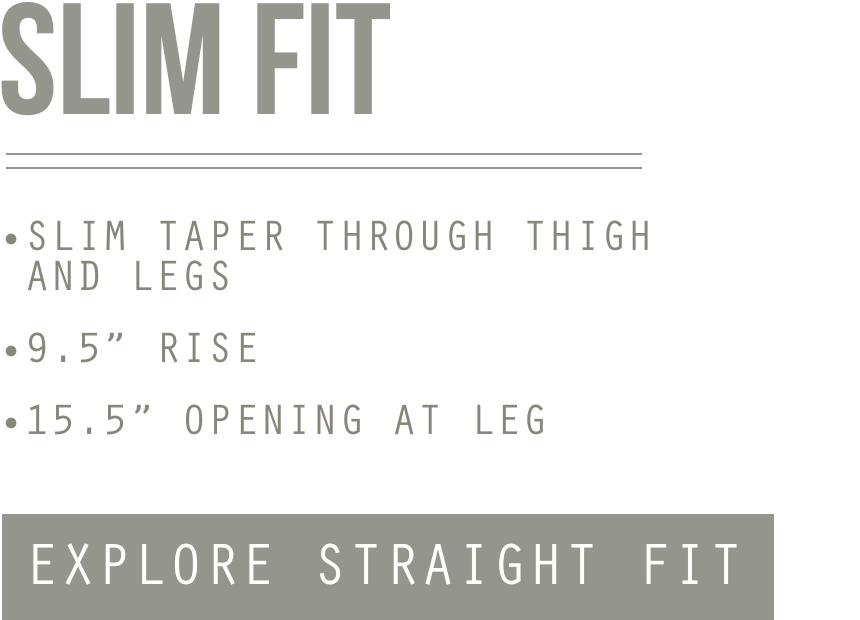 SLIM FIT
•SLIM TAPER THROUGH THIGH
AND LEGS
•9.5” RISE
•15.5” OPENING AT LEG
EXPLORE STRAIGHT FIT